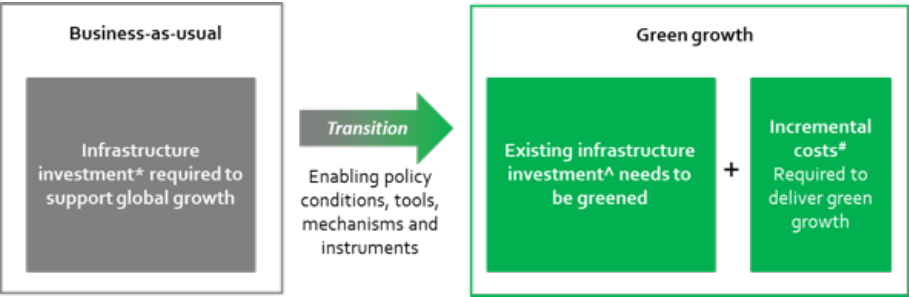 Business-as-usual
Infrastructure
investment* required to
support global growth
Transition
Enabling policy
conditions, tools,
mechanisms and
instruments
Green growth
Existing infrastructure
investment^ needs to
be greened
+
Incremental
costs#
Required to
deliver green
growth